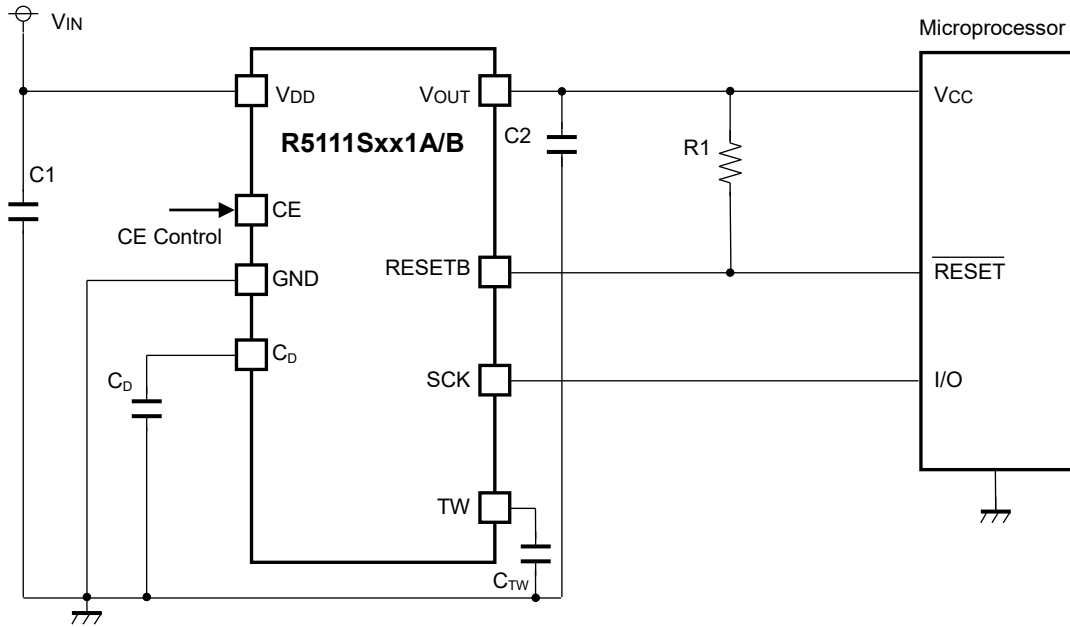 VIN
Microprocessor
VDD
VOUT
VCC
R5111Sxx1A/B
C2
R1
C1
CE
CE Control
RESETB
RESET
GND
CD
CD
SCK
I/O
TW
CTW